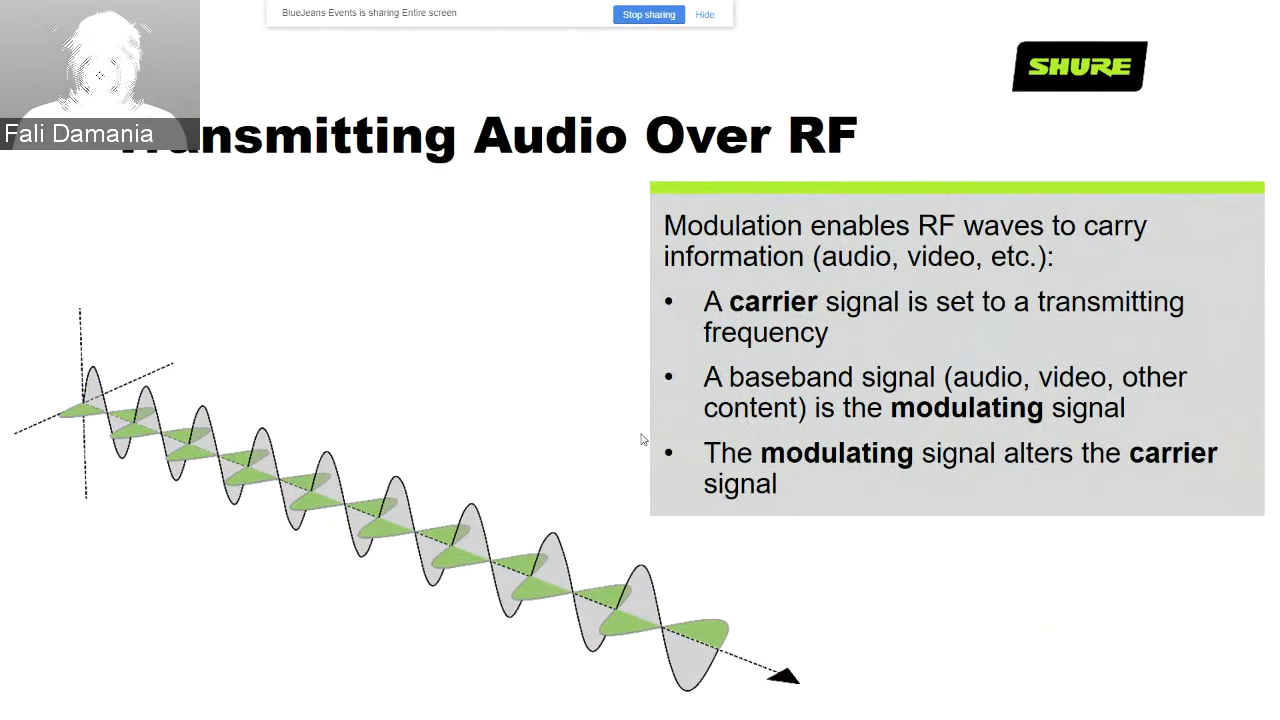 BlueJeans Events is sharing Entire screen
Stop sharing
Hide
SHURE
Fali Damania
Transmitting Audio Over RF
Modulation enables RF waves to carry
information (audio, video, etc.):
• A carrier signal is set to a transmitting
frequency
• A baseband signal (audio, video, other
content) is the modulating signal
• The modulating signal alters the carrier
signal